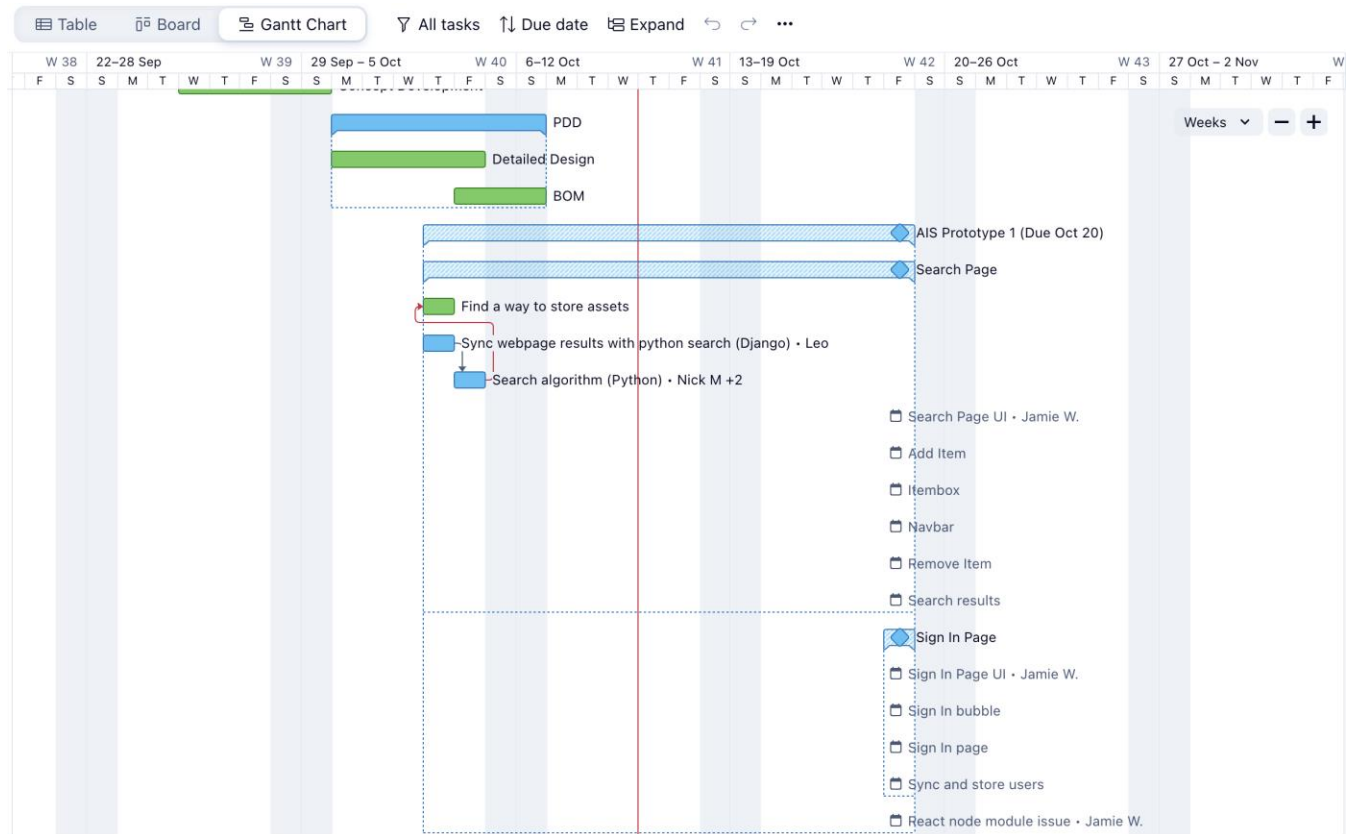 Table Board Gantt Chart All tasks Due date Expand
W 38 22–28 Sep W 39 29 Sep – 5 Oct W 40 6–12 Oct W 41 13–19 Oct W 42 20–26 Oct W 43 27 Oct – 2 Nov W
F S S M T W T F S S M T W T F S S M T W T F S S M T W T F S S M T W T F S S M T W T F
Concept Development
Weeks
PDD
Detailed Design
BOM
AIS Prototype 1 (Due Oct 20)
Search Page
Find a way to store assets
Sync webpage results with python search (Django) • Leo
Search algorithm (Python) • Nick M +2
Search Page UI • Jamie W.
Add Item
Itembox
Navbar
Remove Item
Search results
Sign In Page
Sign In Page UI • Jamie W.
Sign In bubble
Sign In page
Sync and store users
React node module issue • Jamie W.